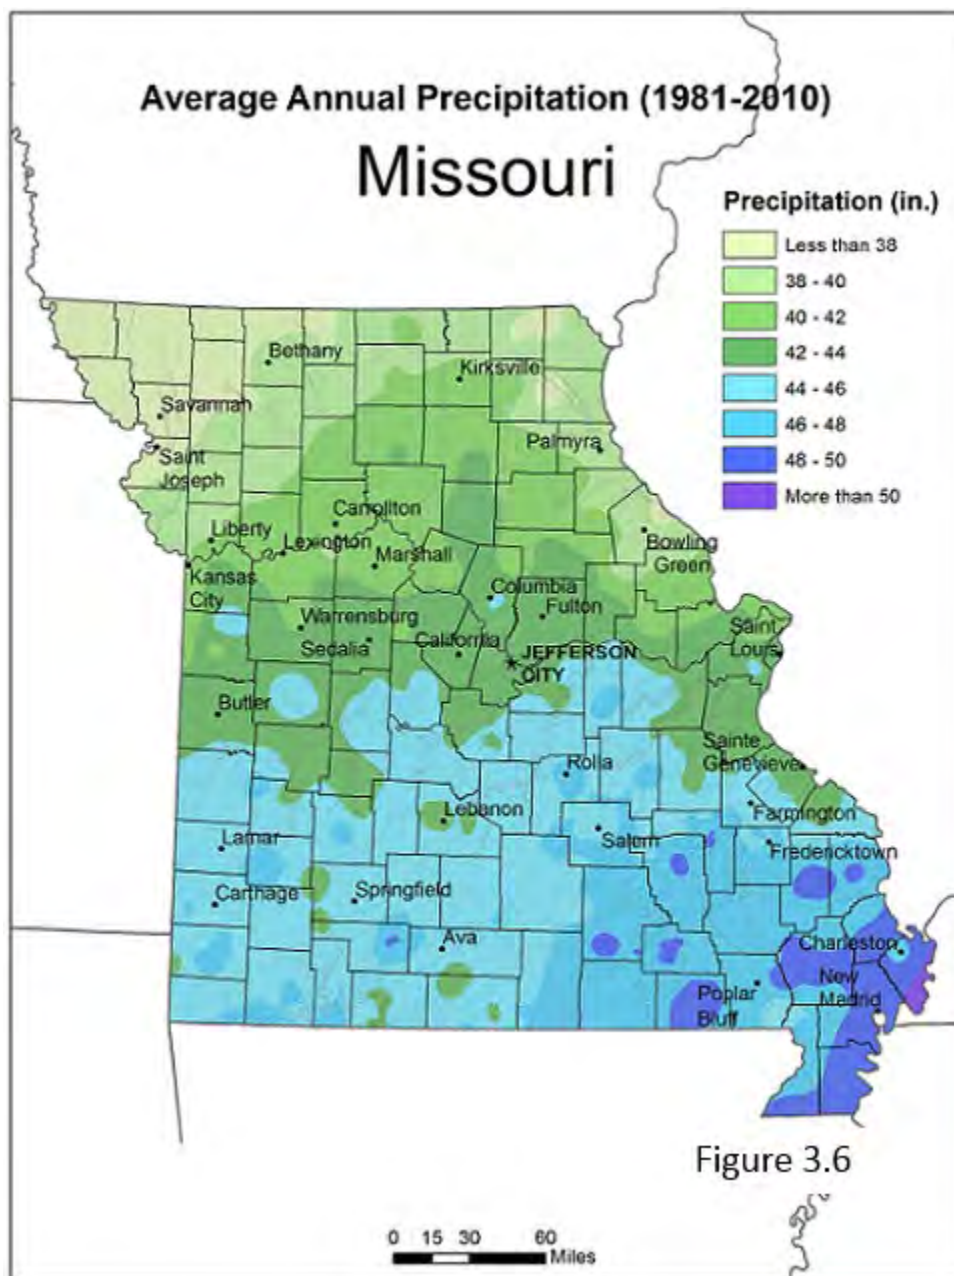 Average Annual Precipitation (1981-2010)
Missouri
Precipitation (in.)
Less than 38
38 - 40
40 - 42
42 - 44
44 - 46
46 - 48
48 - 50
More than 50
Bethany
Kirksville
Savannah
Saint
Joseph
Palmyra
Carrollton
Liberty
Lexington
Marshall
Bowling
Green
Kansas
City
Columbia
Fulton
Warrensburg
Sedalia
California
Saint
Louis
JEFFERSON
CITY
Butler
Sainte
Genevieve
Rolla
Lebanon
Farmington
Lamar
Salem
Fredericktown
Carthage
Springfield
Ava
Charleston
Poplar
Bluff
New
Madrid
Figure 3.6
0 15 30 60
Miles